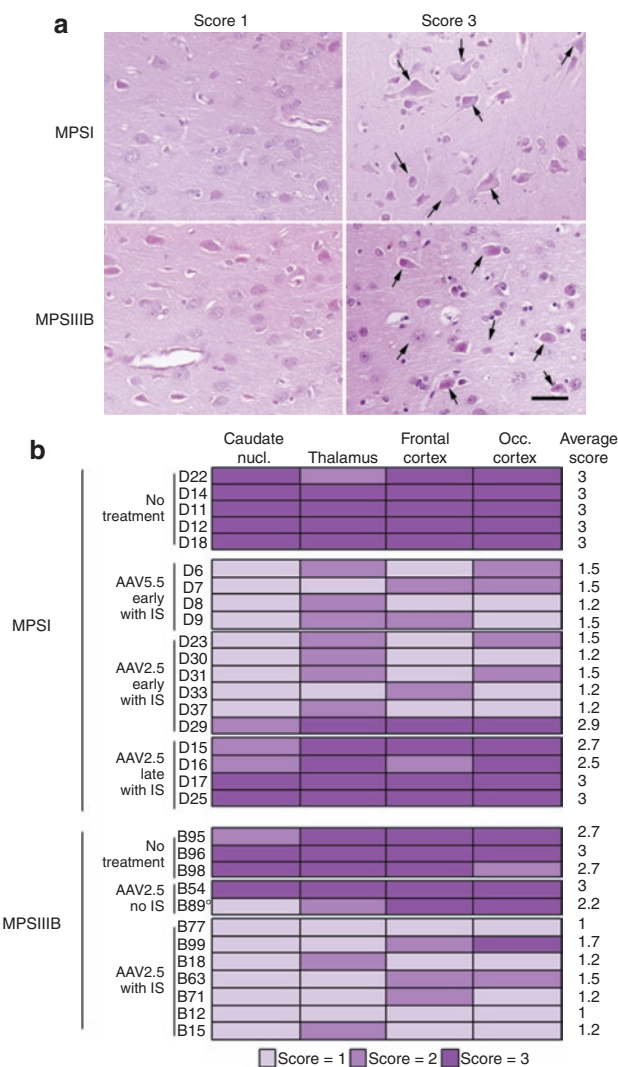 a
Score 1 Score 3
MPSI
MPSIIIB
b
Caudate nucl. Thalamus Frontal cortex Occ. cortex Average score
MPSI
No treatment
D22 3
D14 3
D11 3
D12 3
D18 3
AAV5.5 early with IS
D6 1.5
D7 1.5
D8 1.2
D9 1.5
AAV2.5 early with IS
D23 1.5
D30 1.2
D31 1.5
D33 1.2
D37 1.2
D29 2.9
AAV2.5 late with IS
D15 2.7
D16 2.5
D17 3
D25 3
MPSIIIB
No treatment
B95 2.7
B96 3
B98 2.7
AAV2.5 no IS
B54 3
B89° 2.2
AAV2.5 with IS
B77 1
B99 1.7
B18 1.2
B63 1.5
B71 1.2
B12 1
B15 1.2
Score = 1 Score = 2 Score = 3